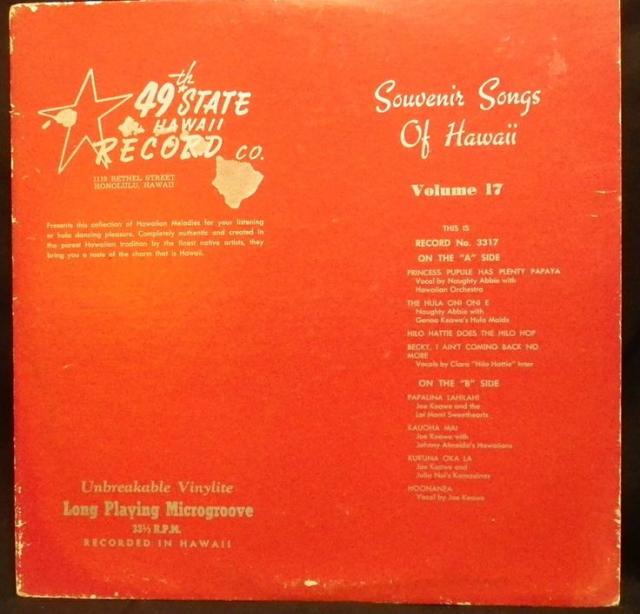 49th STATE
HAWAII
RECORD CO.
1119 BETHEL STREET
HONOLULU, HAWAII
Presents this collection of Hawaiian Melodies for your listening
or hula dancing pleasure. Completely authentic and created in
the purest Hawaiian tradition by the finest native artists, they
bring you a taste of the charm that is Hawaii.
Unbreakable Vinylite
Long Playing Microgroove
33⅓ R.P.M.
RECORDED IN HAWAII
Souvenir Songs
Of Hawaii
Volume 17
THIS IS
RECORD No. 3317
ON THE "A" SIDE
PRINCESS PUPULE HAS PLENTY PAPAYA
Vocal by Naughty Abbie with
Hawaiian Orchestra
THE HULA ONI ONI E
Naughty Abbie with
Genoa Keawe's Hula Maids
HILO HATTIE DOES THE HILO HOP
BECKY, I AIN'T COMING BACK NO
MORE
Vocals by Clara "Hilo Hattie" Inter
ON THE "B" SIDE
PAPALINA LAHILAHI
Joe Keawe and the
Lei Momi Sweethearts
KAUOHA MAI
Joe Keawe with
Johnny Almeida's Hawaiians
KUKUNA OKA LA
Joe Keawe and
Julia Nui's Kamaainas
HOONANEA
Vocal by Joe Keawe